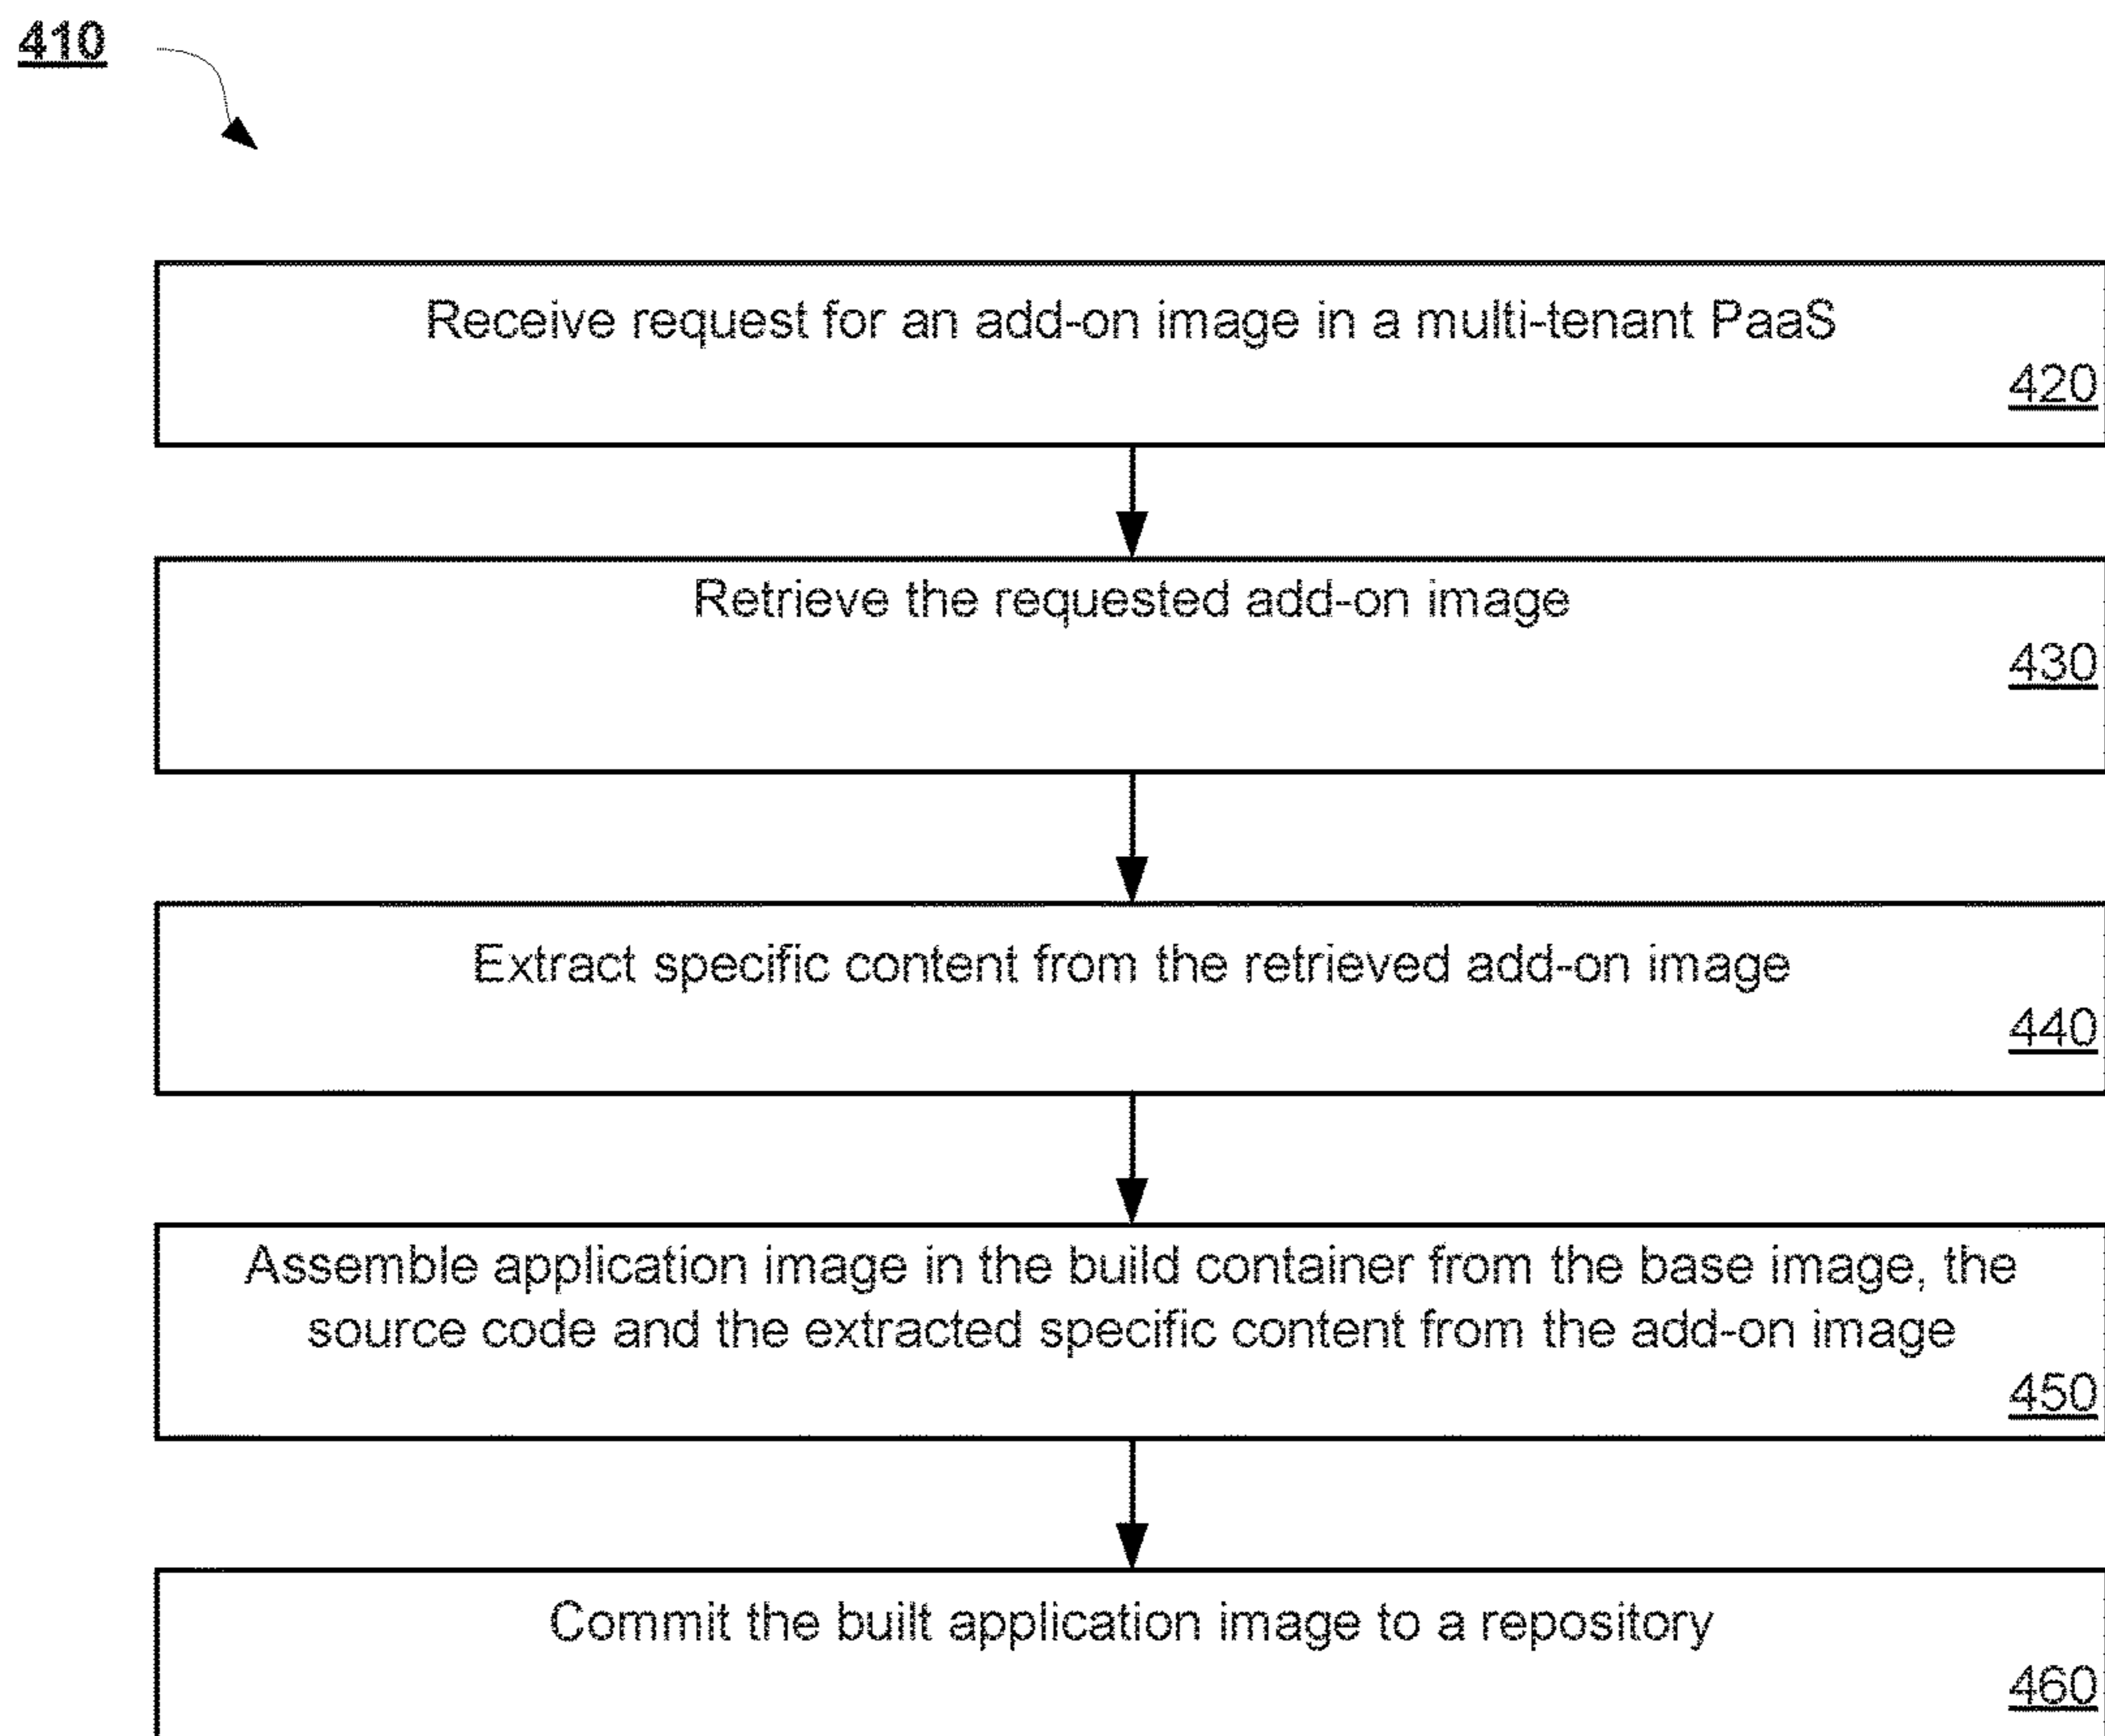 410
Receive request for an add-on image in a multi-tenant PaaS
420
Retrieve the requested add-on image
430
Extract specific content from the retrieved add-on image
440
Assemble application image in the build container from the base image, the
source code and the extracted specific content from the add-on image
450
Commit the built application image to a repository
460